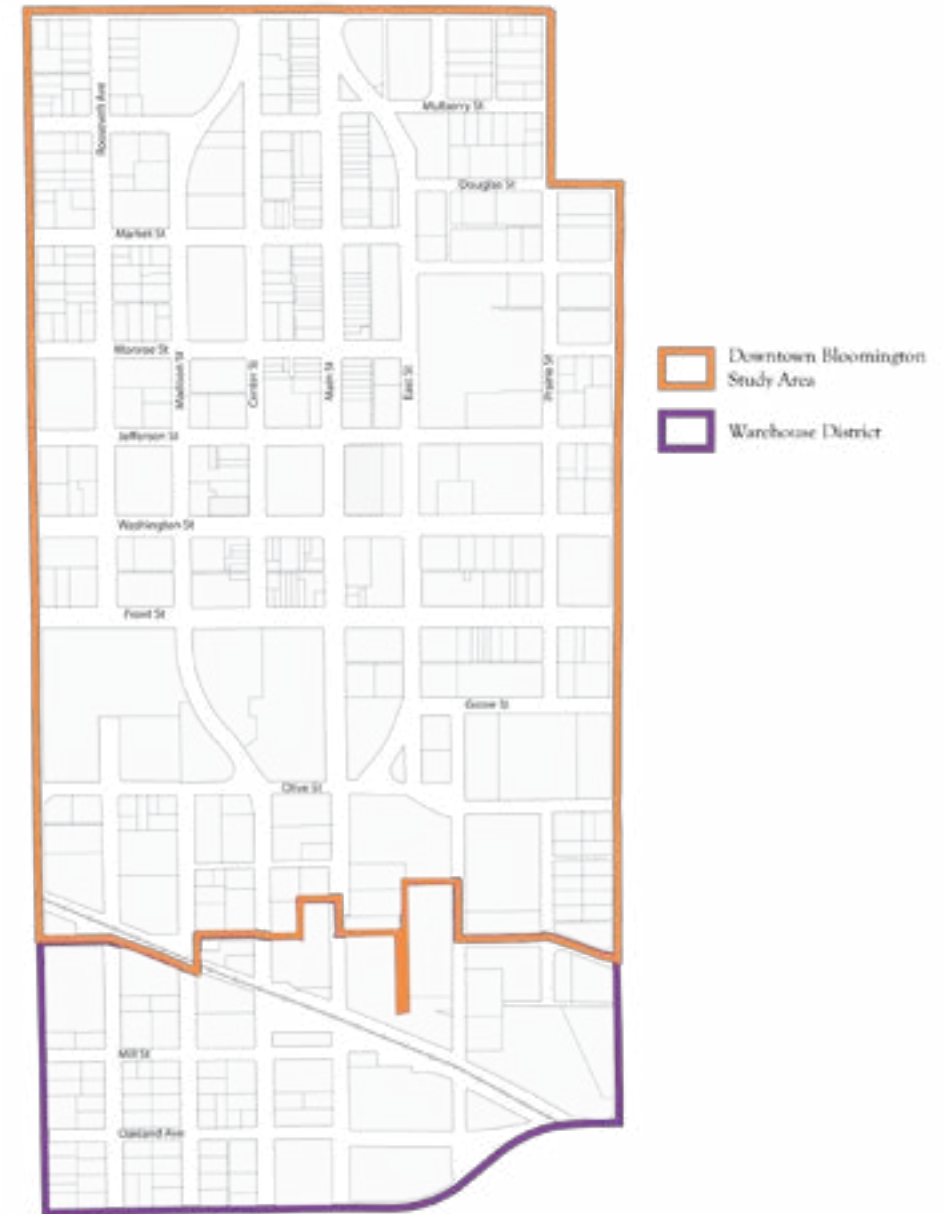 Mulberry St
Roosevelt Ave
Douglas St
Market St
Monroe St
Madison St
Center St
Main St
East St
Prairie St
Downtown Bloomington
Study Area
Warehouse District
Jefferson St
Washington St
Front St
Grove St
Olive St
Mill St
Oakland Ave